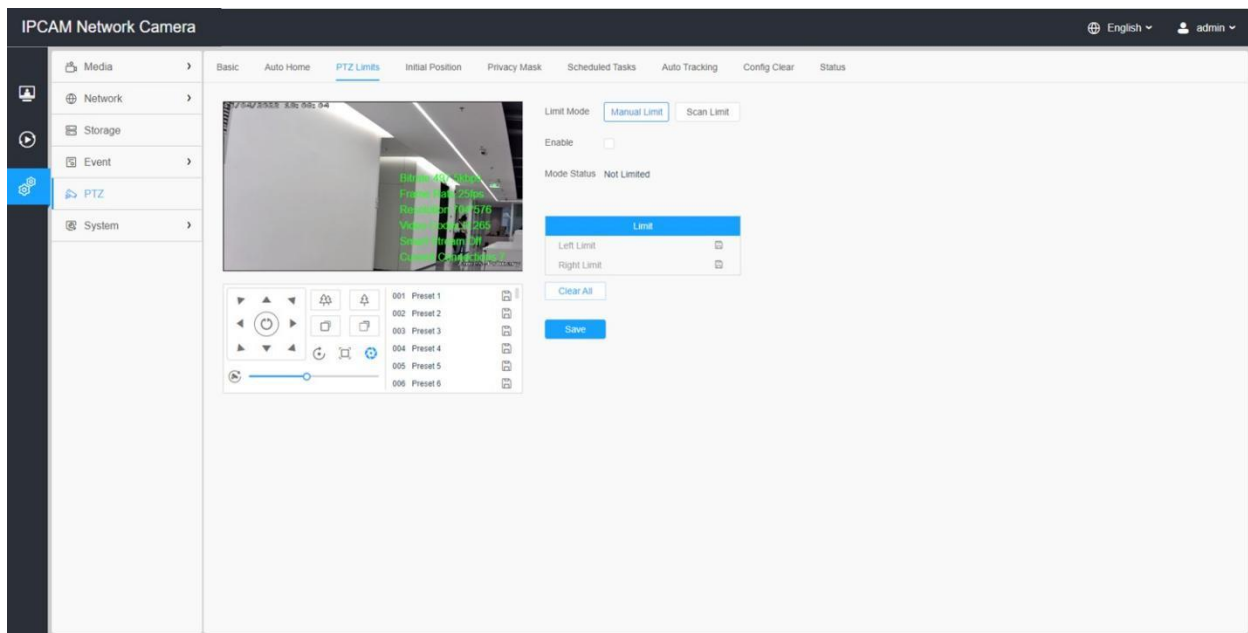 IPCAM Network Camera
English
admin
Media
Network
Storage
Event
PTZ
System
Basic
Auto Home
PTZ Limits
Initial Position
Privacy Mask
Scheduled Tasks
Auto Tracking
Config Clear
Status
Limit Mode
Manual Limit
Scan Limit
Enable
Mode Status Not Limited
Limit
Left Limit
Right Limit
Clear All
Save
001 Preset 1
002 Preset 2
003 Preset 3
004 Preset 4
005 Preset 5
006 Preset 6